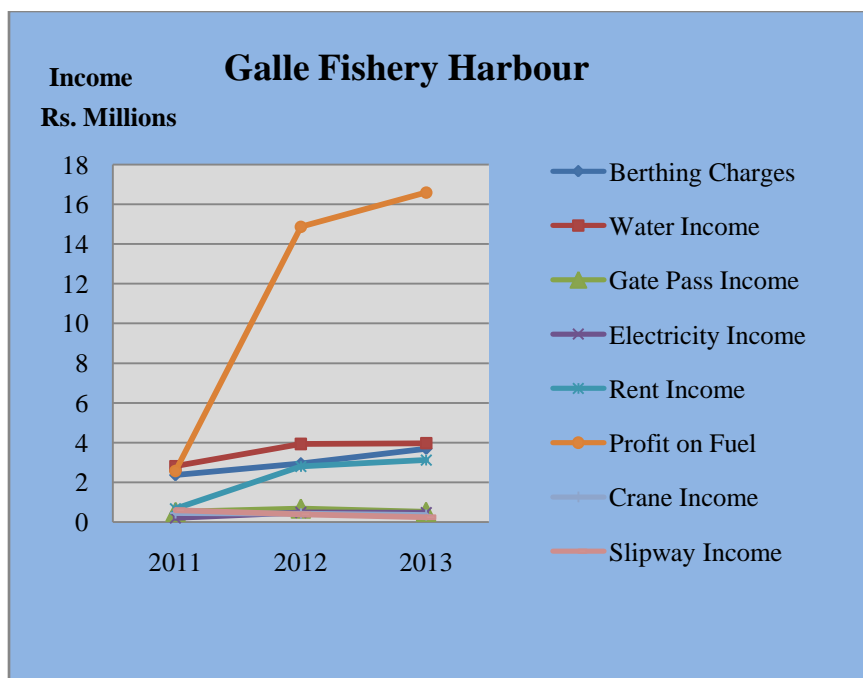 Galle Fishery Harbour
Income
Rs. Millions
18
16
14
12
10
8
6
4
2
0
2011 2012 2013
Berthing Charges
Water Income
Gate Pass Income
Electricity Income
Rent Income
Profit on Fuel
Crane Income
Slipway Income